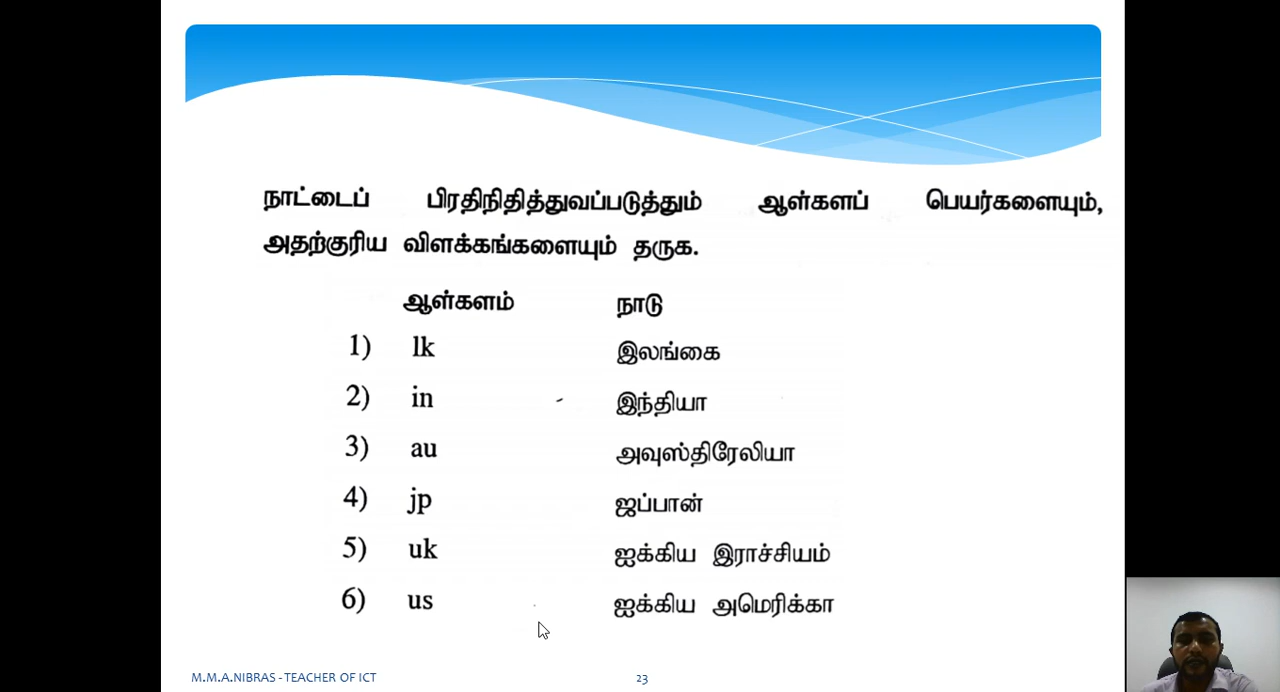 நாட்டைப் பிரதிநிதித்துவப்படுத்தும் ஆள்களப் பெயர்களையும்,
அதற்குரிய விளக்கங்களையும் தருக.
ஆள்களம் நாடு
1) lk இலங்கை
2) in - இந்தியா
3) au அவுஸ்திரேலியா
4) jp ஜப்பான்
5) uk ஐக்கிய இராச்சியம்
6) us ஐக்கிய அமெரிக்கா
M.M.A.NIBRAS - TEACHER OF ICT 23